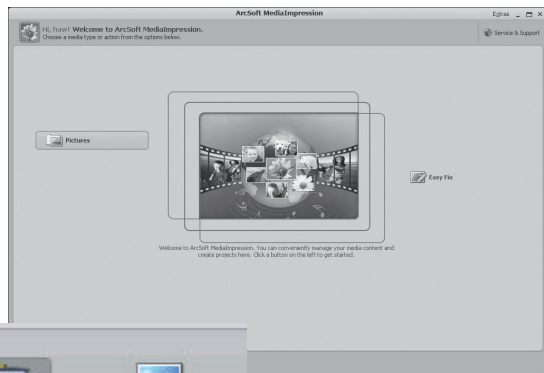 ArcSoft MediaImpression
Extras
Hi, haw! Welcome to ArcSoft MediaImpression.
Choose a media type or action from the options below.
Service & Support
Pictures
Easy Fix
Welcome to ArcSoft MediaImpression. You can conveniently manage your media content and
create projects here. Click a button on the left to get started.